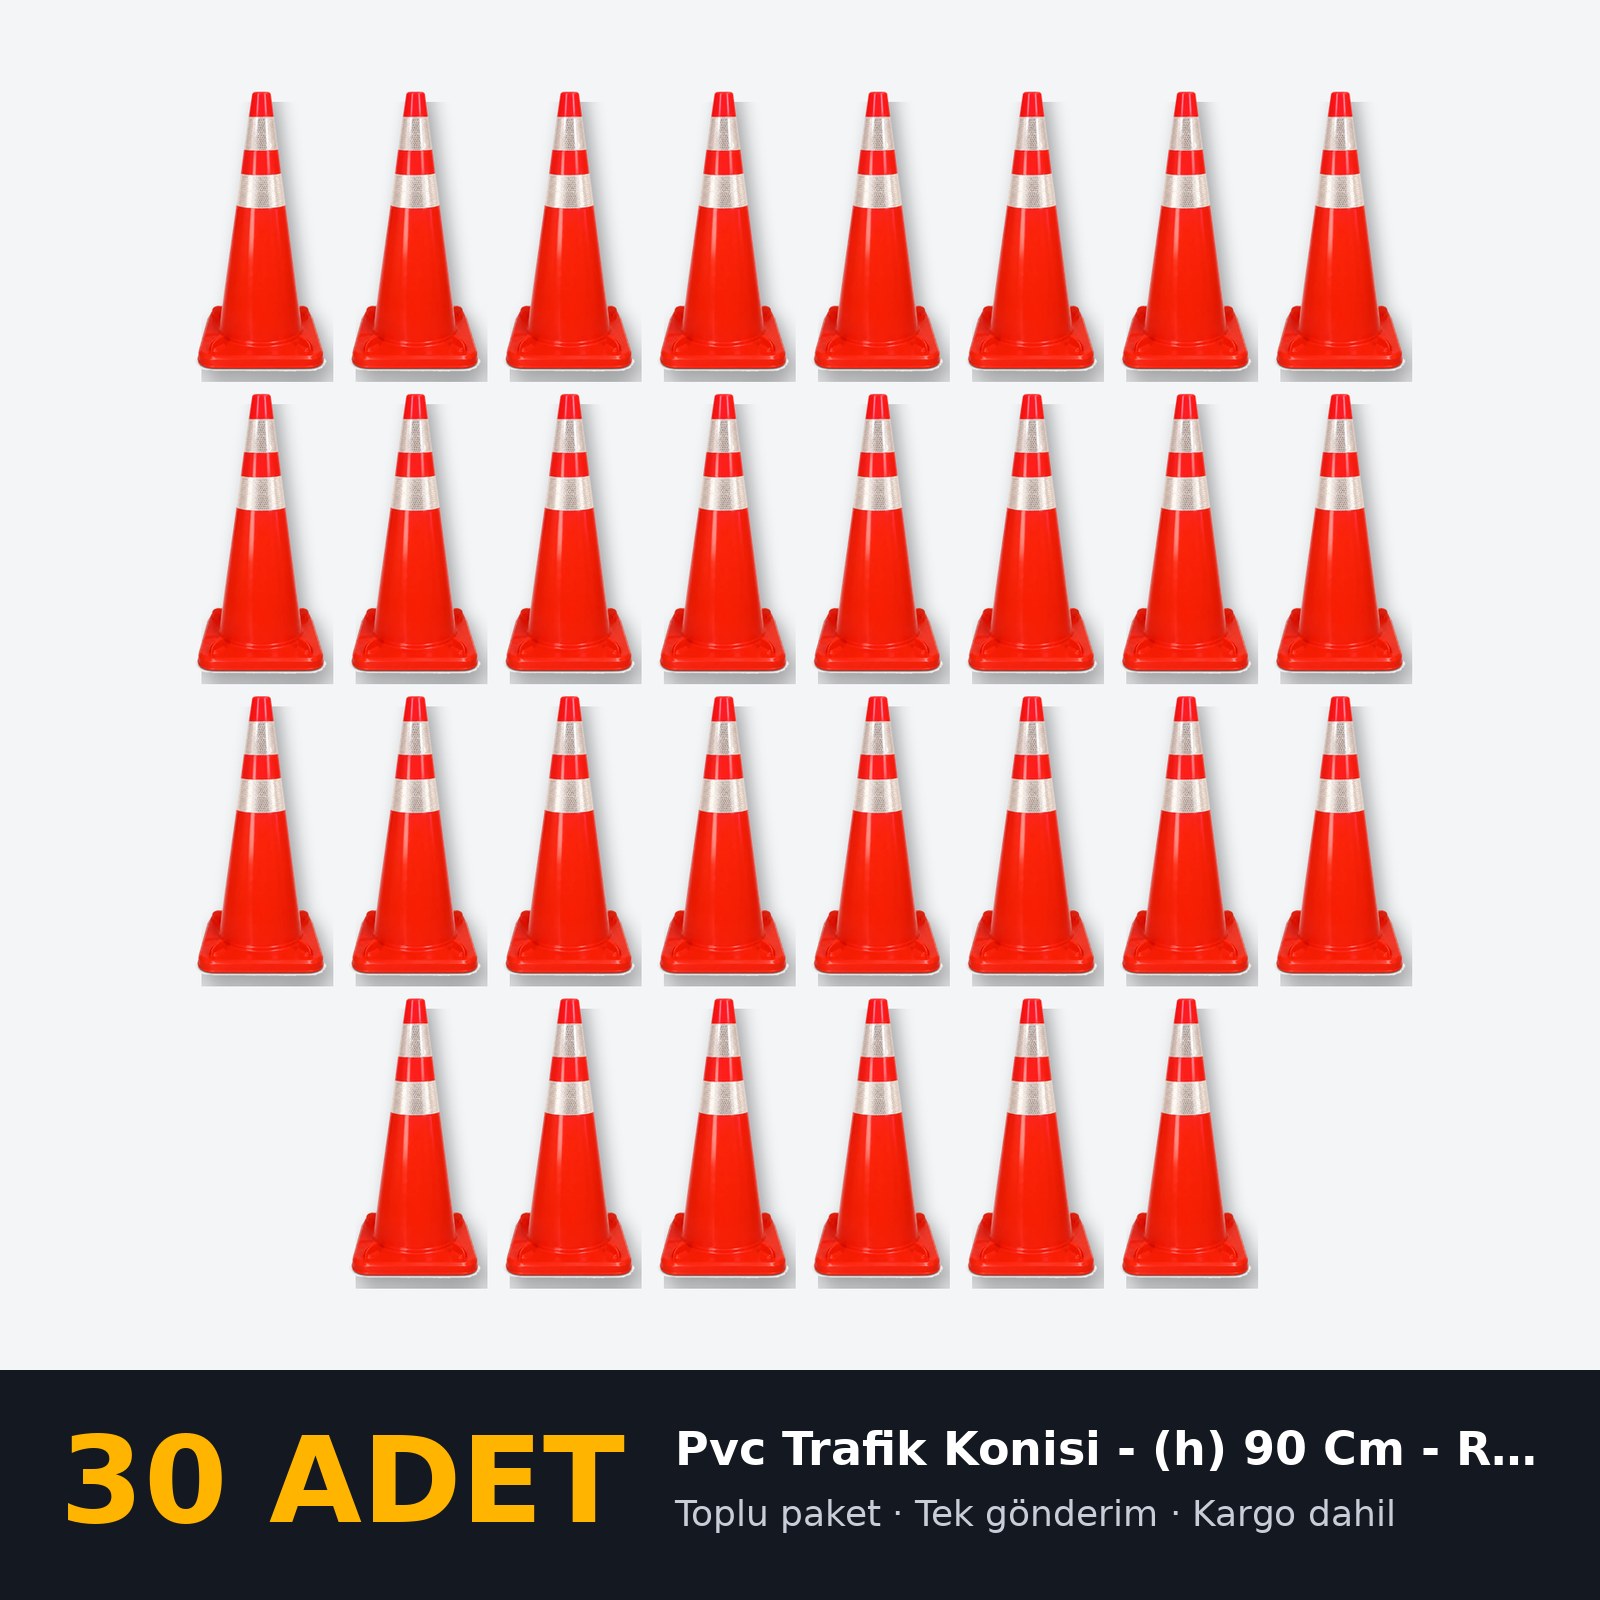 30 ADET
Pvc Trafik Konisi - (h) 90 Cm - R...
Toplu paket · Tek gönderim · Kargo dahil